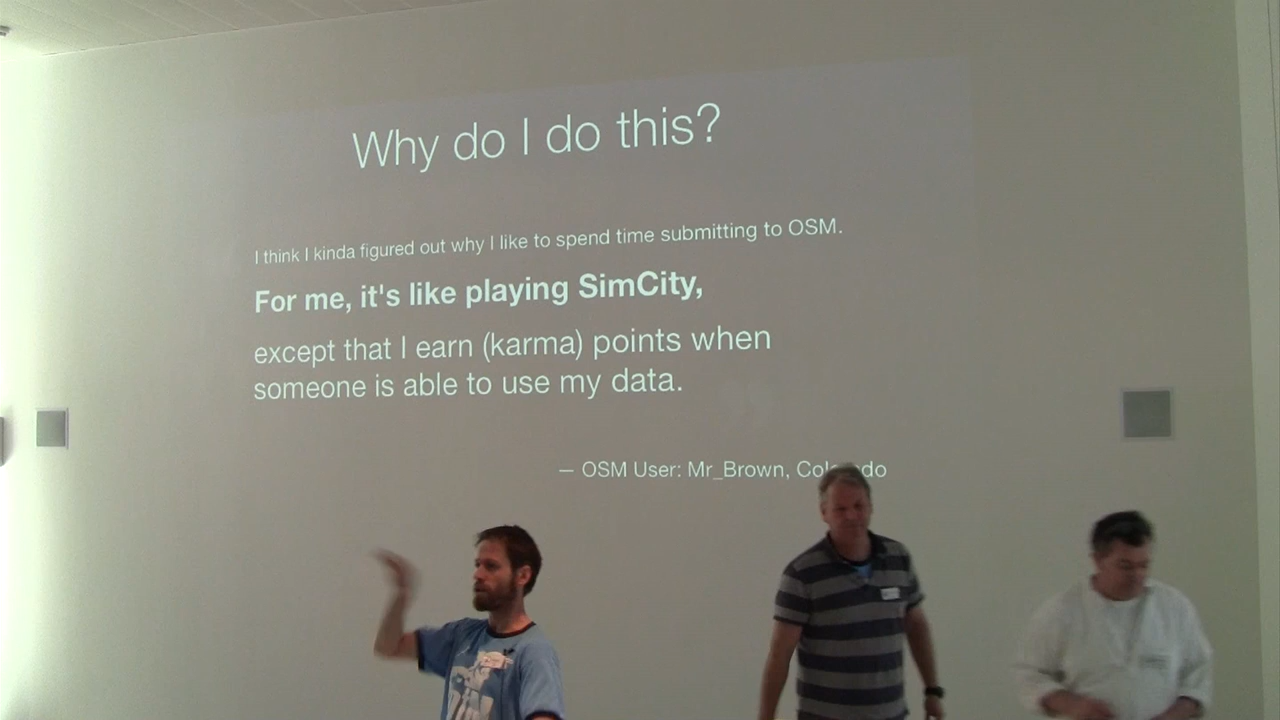 Why do I do this?
I think I kinda figured out why I like to spend time submitting to OSM.
For me, it's like playing SimCity,
except that I earn (karma) points when
someone is able to use my data.
— OSM User: Mr_Brown, Colorado